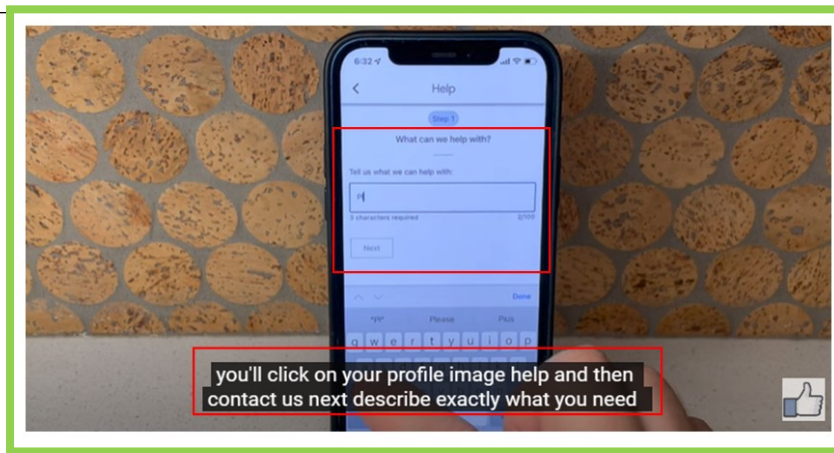 6:32
Help
Step 1
What can we help with?
Tell us what we can help with:
Pl
3 characters required 2/100
Next
Done
"Pl" Please Plus
q w e r t y u i o p
you'll click on your profile image help and then
contact us next describe exactly what you need